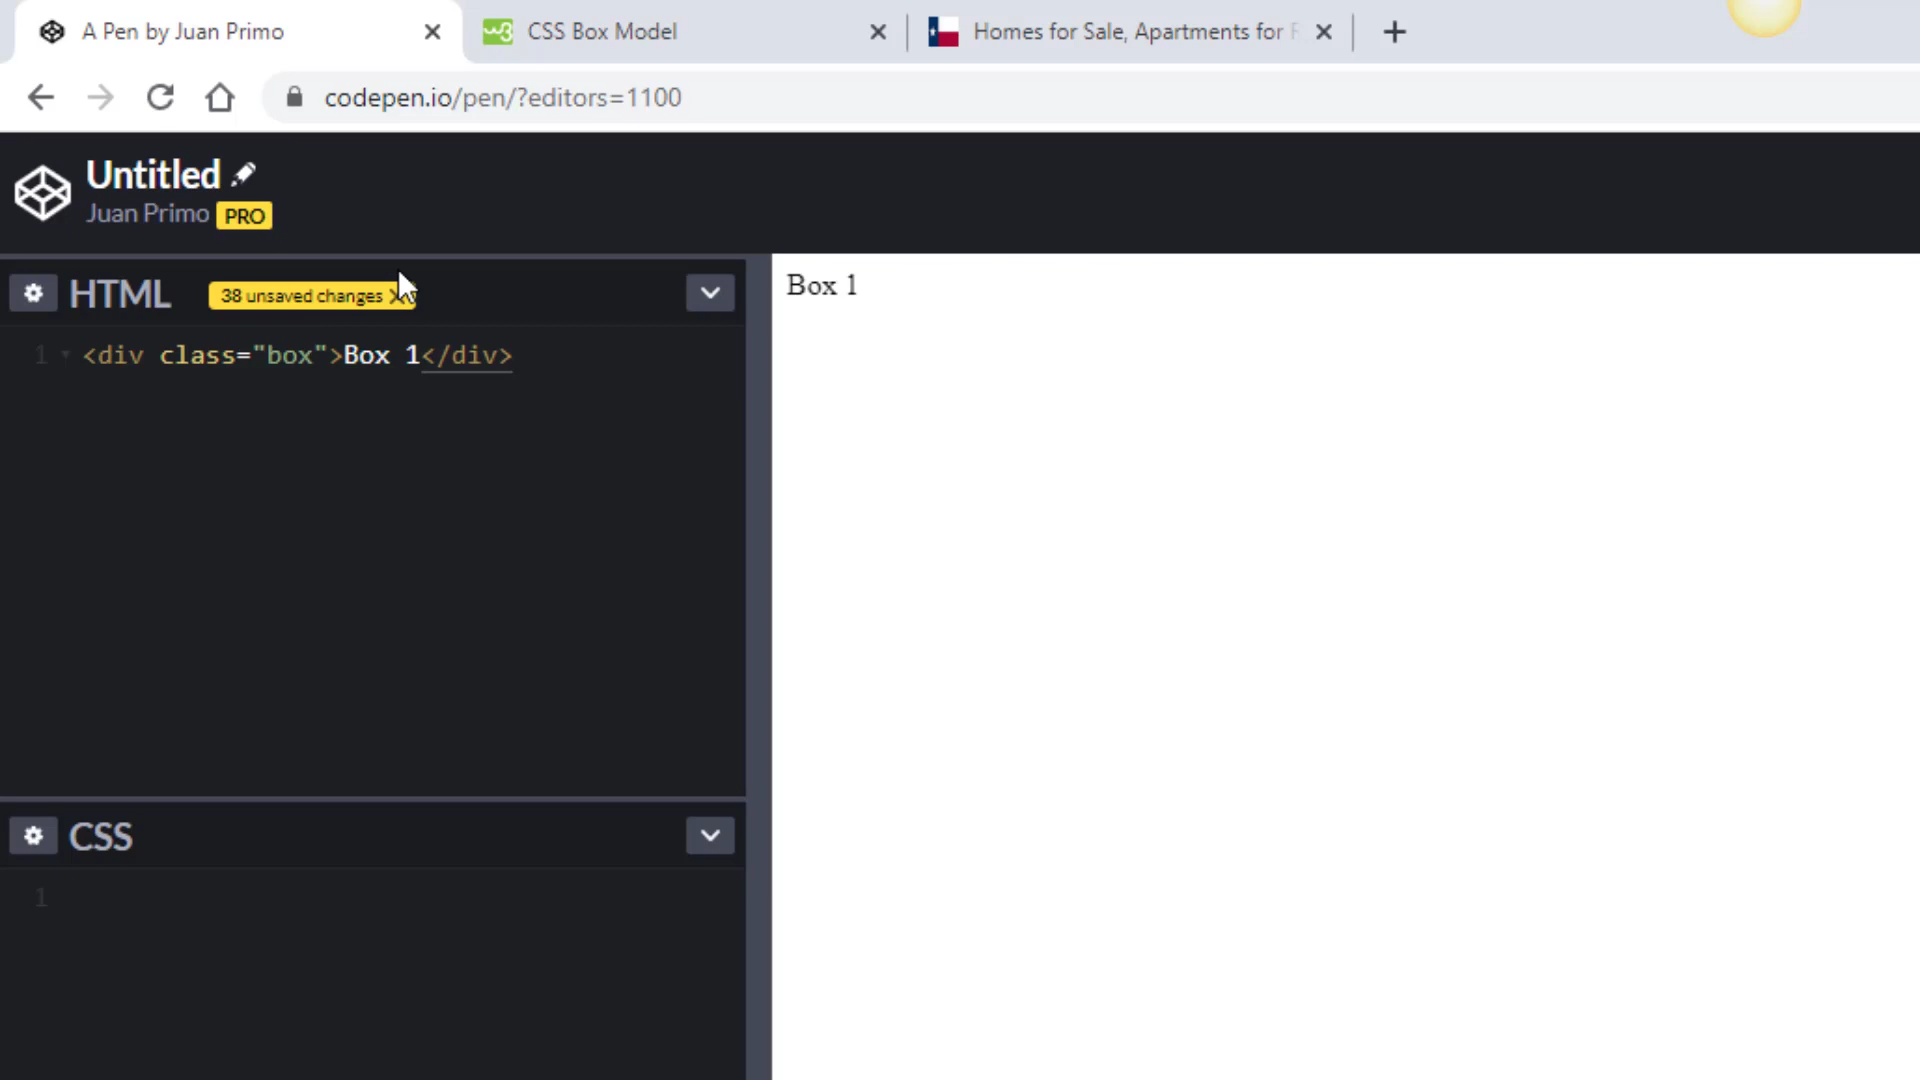 A Pen by Juan Primo
CSS Box Model
Homes for Sale, Apartments for
codepen.io/pen/?editors=1100
Untitled
Juan Primo PRO
HTML 38 unsaved changes X
1 <div class="box">Box 1</div>
Box 1
CSS
1